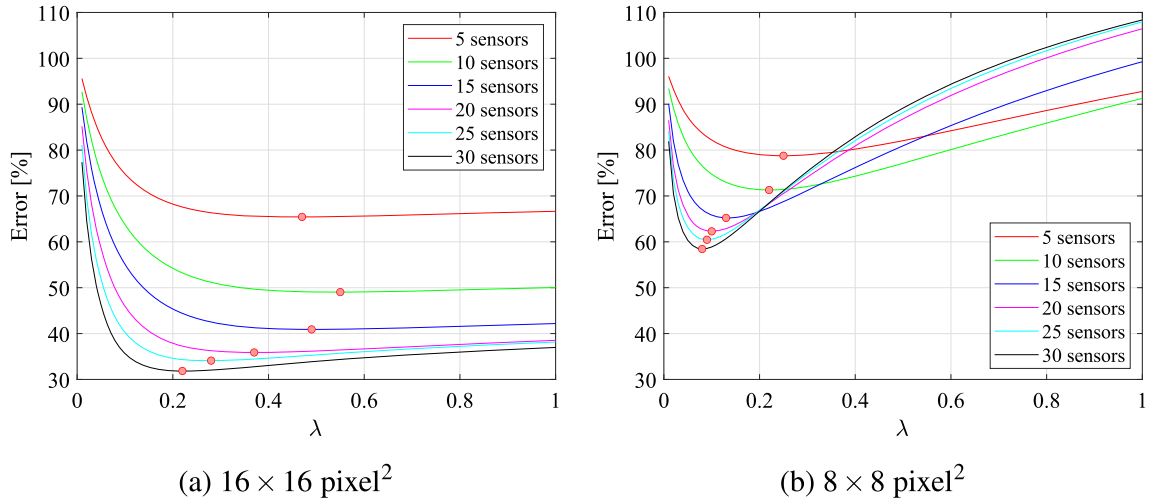 110
100
90
80
70
60
50
40
30
Error [%]
0
0.2
0.4
0.6
0.8
1
λ
5 sensors
10 sensors
15 sensors
20 sensors
25 sensors
30 sensors
(a) 16 × 16 pixel²
110
100
90
80
70
60
50
40
30
Error [%]
0
0.2
0.4
0.6
0.8
1
λ
5 sensors
10 sensors
15 sensors
20 sensors
25 sensors
30 sensors
(b) 8 × 8 pixel²